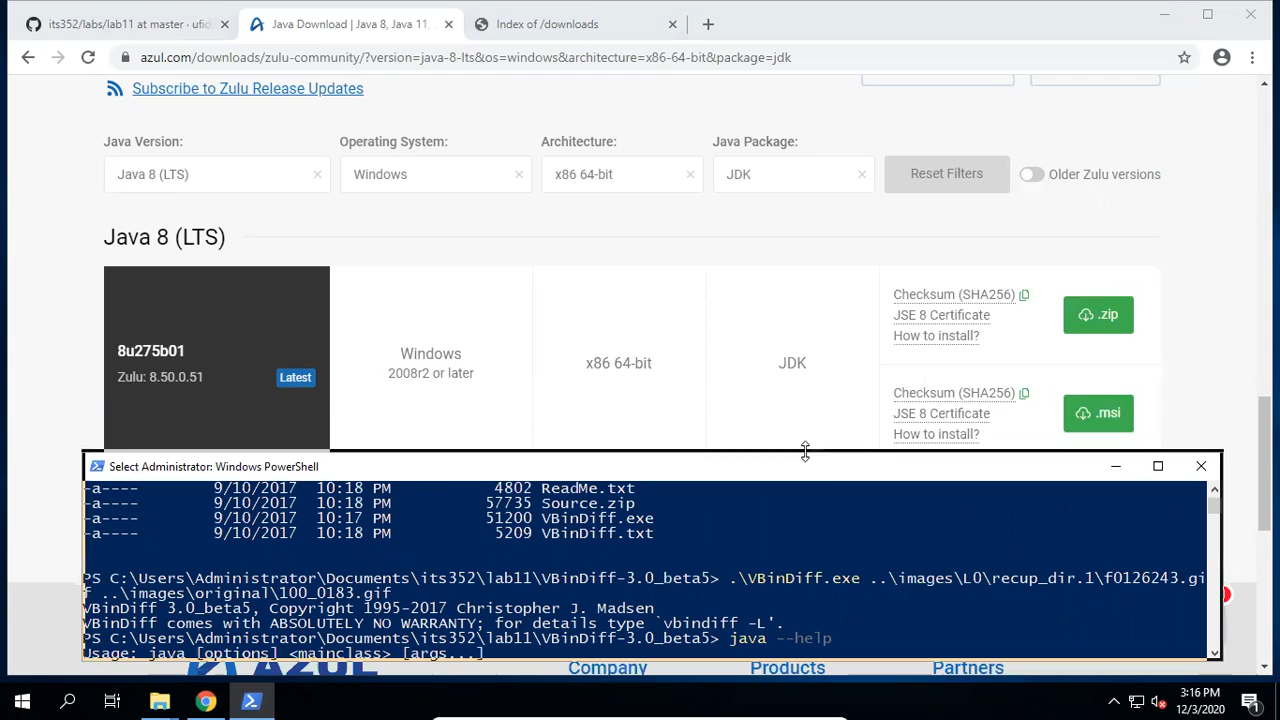 its352/labs/lab11 at master · ufid
Java Download | Java 8, Java 11,
Index of /downloads
azul.com/downloads/zulu-community/?version=java-8-lts&os=windows&architecture=x86-64-bit&package=jdk
Subscribe to Zulu Release Updates
Java Version:
Operating System:
Architecture:
Java Package:
Java 8 (LTS)
Windows
x86 64-bit
JDK
Reset Filters
Older Zulu versions
Java 8 (LTS)
8u275b01
Zulu: 8.50.0.51
Latest
Windows
2008r2 or later
x86 64-bit
JDK
Checksum (SHA256)
JSE 8 Certificate
How to install?
.zip
Checksum (SHA256)
JSE 8 Certificate
How to install?
.msi
Select Administrator: Windows PowerShell
-a---- 9/10/2017 10:18 PM 4802 ReadMe.txt
-a---- 9/10/2017 10:18 PM 57735 Source.zip
-a---- 9/10/2017 10:17 PM 51200 VBinDiff.exe
-a---- 9/10/2017 10:18 PM 5209 VBinDiff.txt
PS C:\Users\Administrator\Documents\its352\lab11\VBinDiff-3.0_beta5> .\VBinDiff.exe ..\images\L0\recup_dir.1\f0126243.gi
f ..\images\original\100_0183.gif
VBinDiff 3.0_beta5, Copyright 1995-2017 Christopher J. Madsen
VBinDiff comes with ABSOLUTELY NO WARRANTY; for details type `vbindiff -L'.
PS C:\Users\Administrator\Documents\its352\lab11\VBinDiff-3.0_beta5> java --help
Usage: java [options] <mainclass> [args...]
AZUL
Company
Products
Partners
3:16 PM
12/3/2020
1